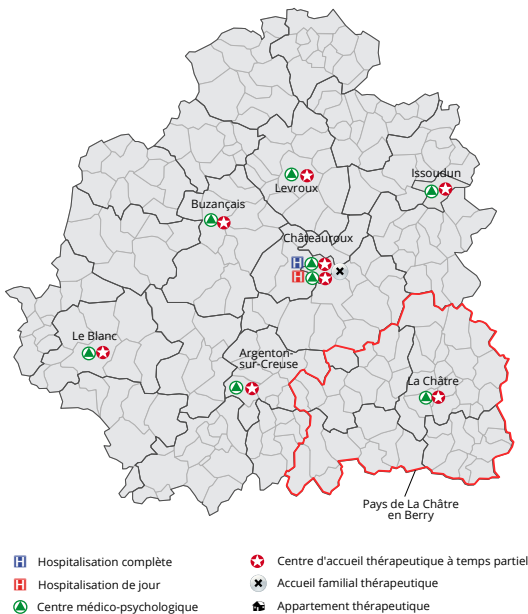 Issoudun
Levroux
Buzançais
Châteauroux
H
H
Le Blanc
Argenton-
sur-Creuse
La Châtre
Pays de La Châtre
en Berry
H Hospitalisation complète
H Hospitalisation de jour
Centre médico-psychologique
Centre d'accueil thérapeutique à temps partiel
Accueil familial thérapeutique
Appartement thérapeutique